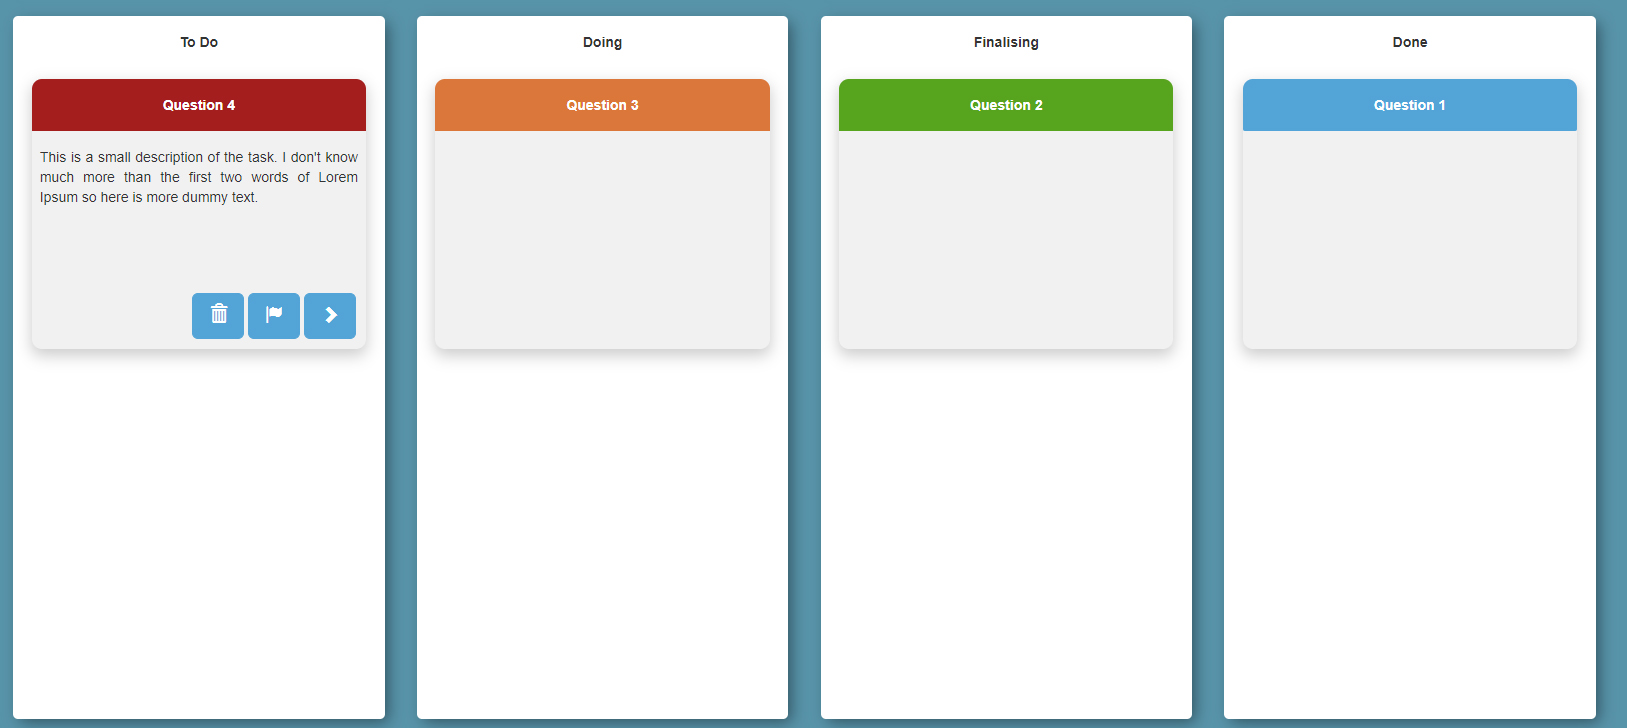 To Do
Question 4
This is a small description of the task. I don't know
much more than the first two words of Lorem
Ipsum so here is more dummy text.
Doing
Question 3
Finalising
Question 2
Done
Question 1